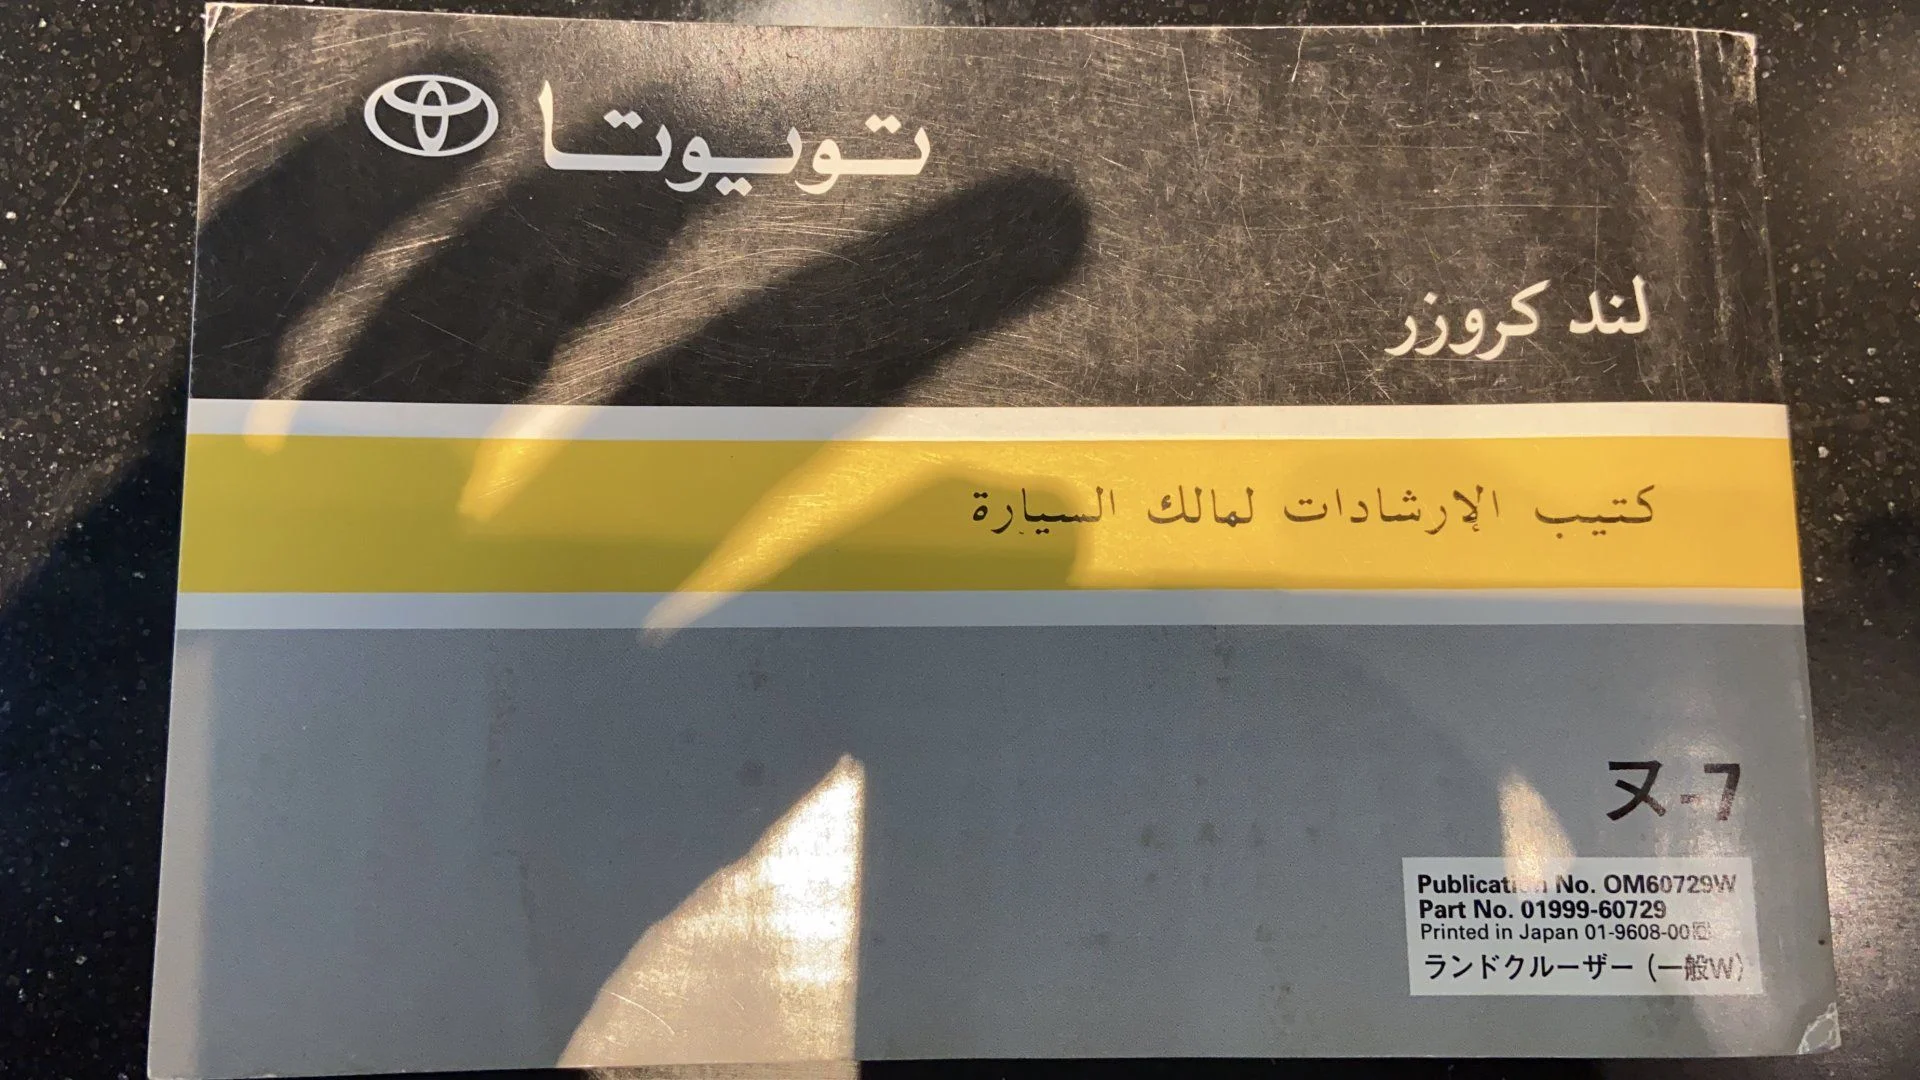 تويوتا
لند كروزر
كتيب الإرشادات لمالك السيارة
ヌ-7
Publication No. OM60729W
Part No. 01999-60729
Printed in Japan 01-9608-00
ランドクルーザー (一般W)